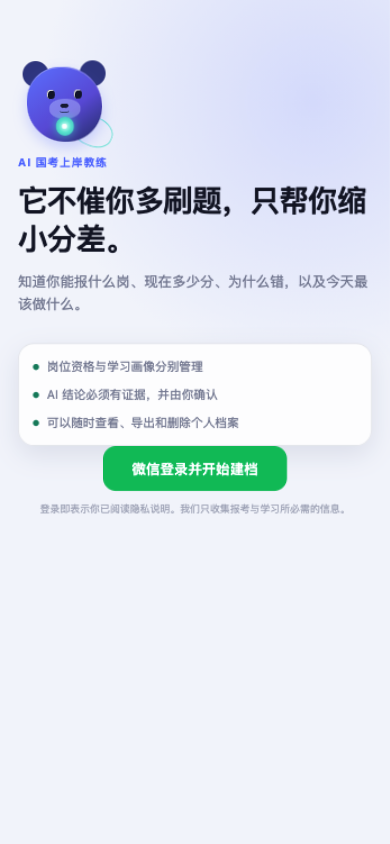 AI 国考上岸教练
它不催你多刷题，只帮你缩
小分差。
知道你能报什么岗、现在多少分、为什么错，以及今天最
该做什么。
岗位资格与学习画像分别管理
AI 结论必须有证据，并由你确认
可以随时查看、导出和删除个人档案
微信登录并开始建档
登录即表示你已阅读隐私说明。我们只收集报考与学习所必需的信息。